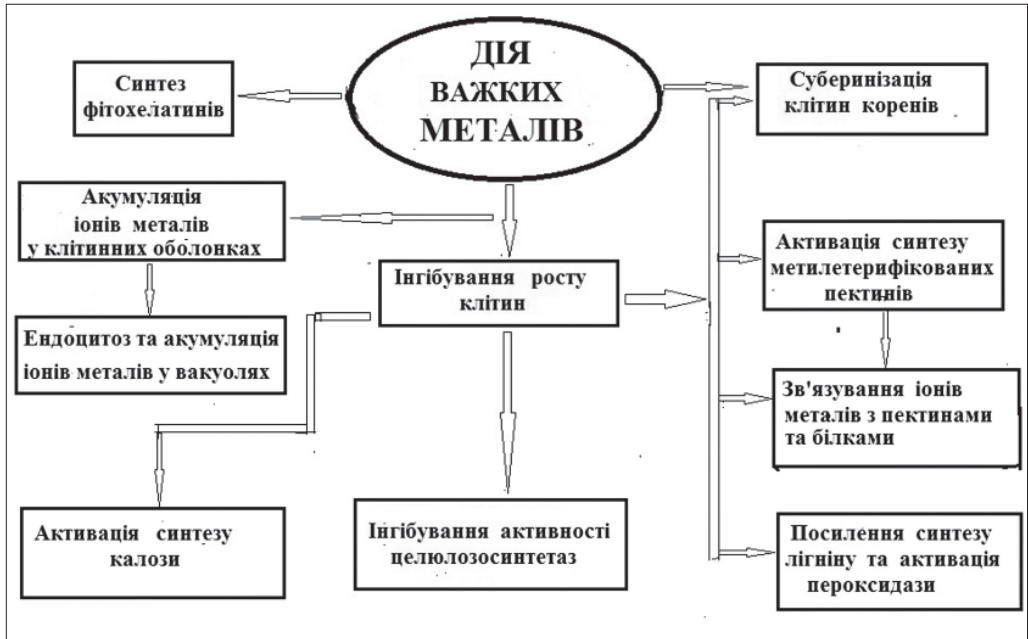 ДІЯ
ВАЖКИХ
МЕТАЛІВ
Синтез
фітохелатинів
Суберинізація
клітин коренів
Акумуляція
іонів металів
у клітинних оболонках
Інгібування росту
клітин
Активація синтезу
метилетерифікованих
пектинів
Ендоцитоз та акумуляція
іонів металів у вакуолях
Зв'язування іонів
металів з пектинами
та білками
Активація синтезу
калози
Інгібування активності
целюлозосинтетаз
Посилення синтезу
лігніну та активація
пероксидази